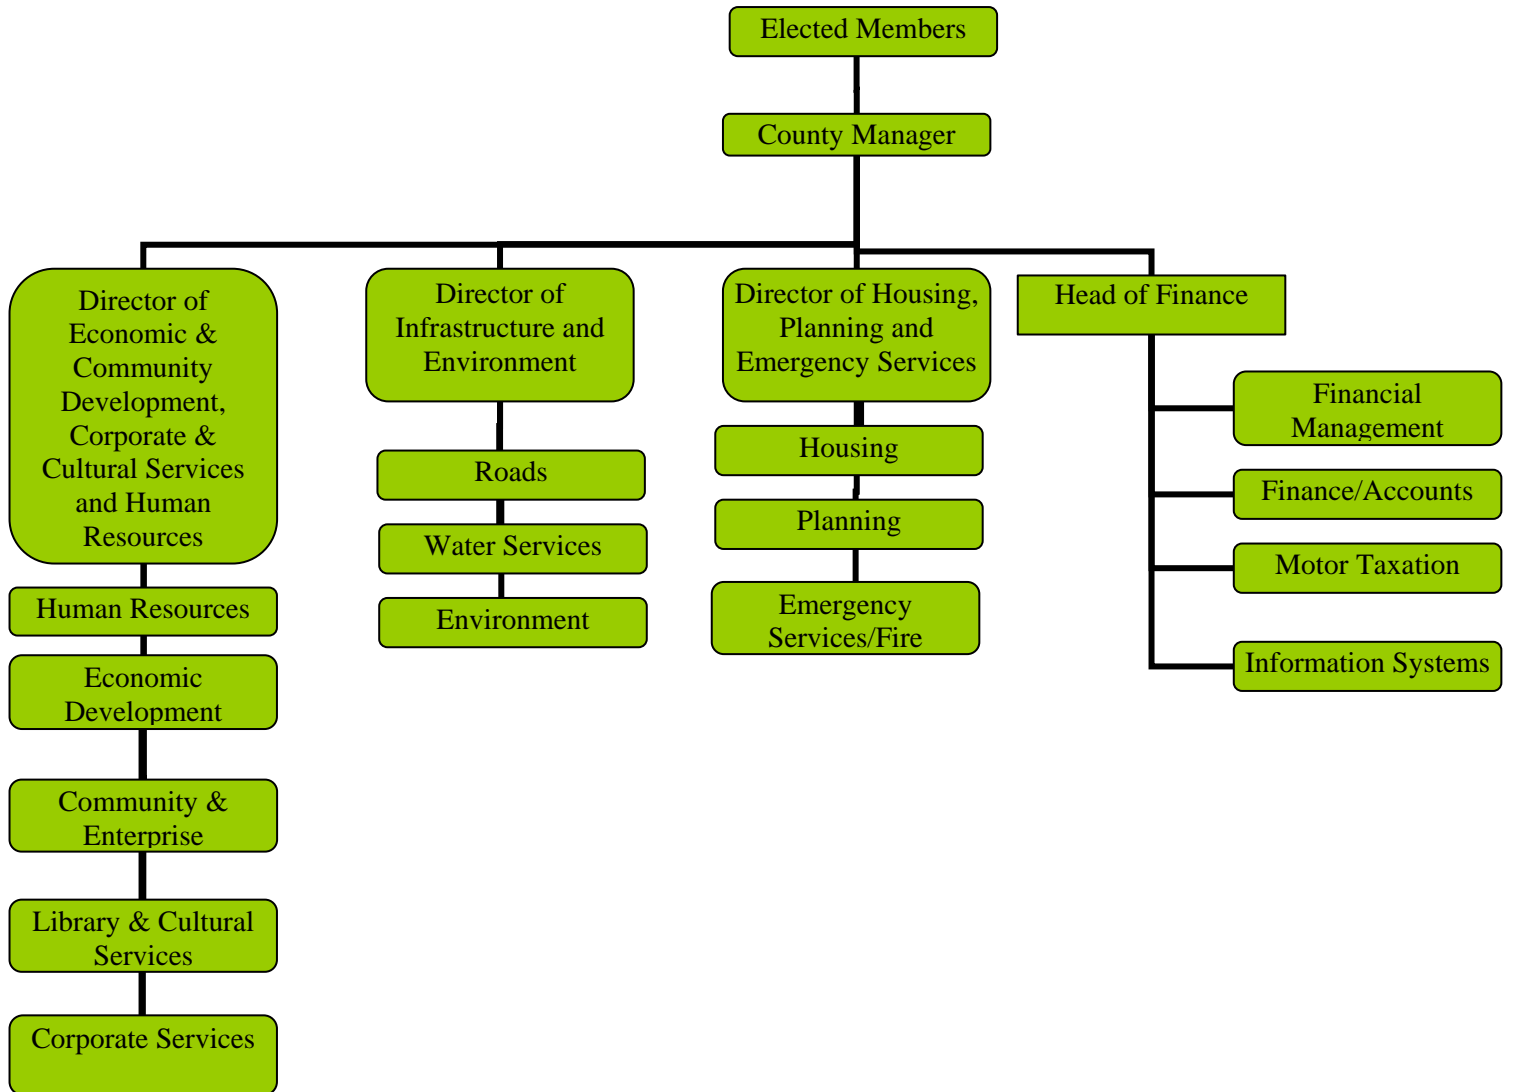 Elected Members
County Manager
Director of
Economic &
Community
Development,
Corporate &
Cultural Services
and Human
Resources
Human Resources
Economic
Development
Community &
Enterprise
Library & Cultural
Services
Corporate Services
Director of
Infrastructure and
Environment
Roads
Water Services
Environment
Director of Housing,
Planning and
Emergency Services
Housing
Planning
Emergency
Services/Fire
Head of Finance
Financial
Management
Finance/Accounts
Motor Taxation
Information Systems